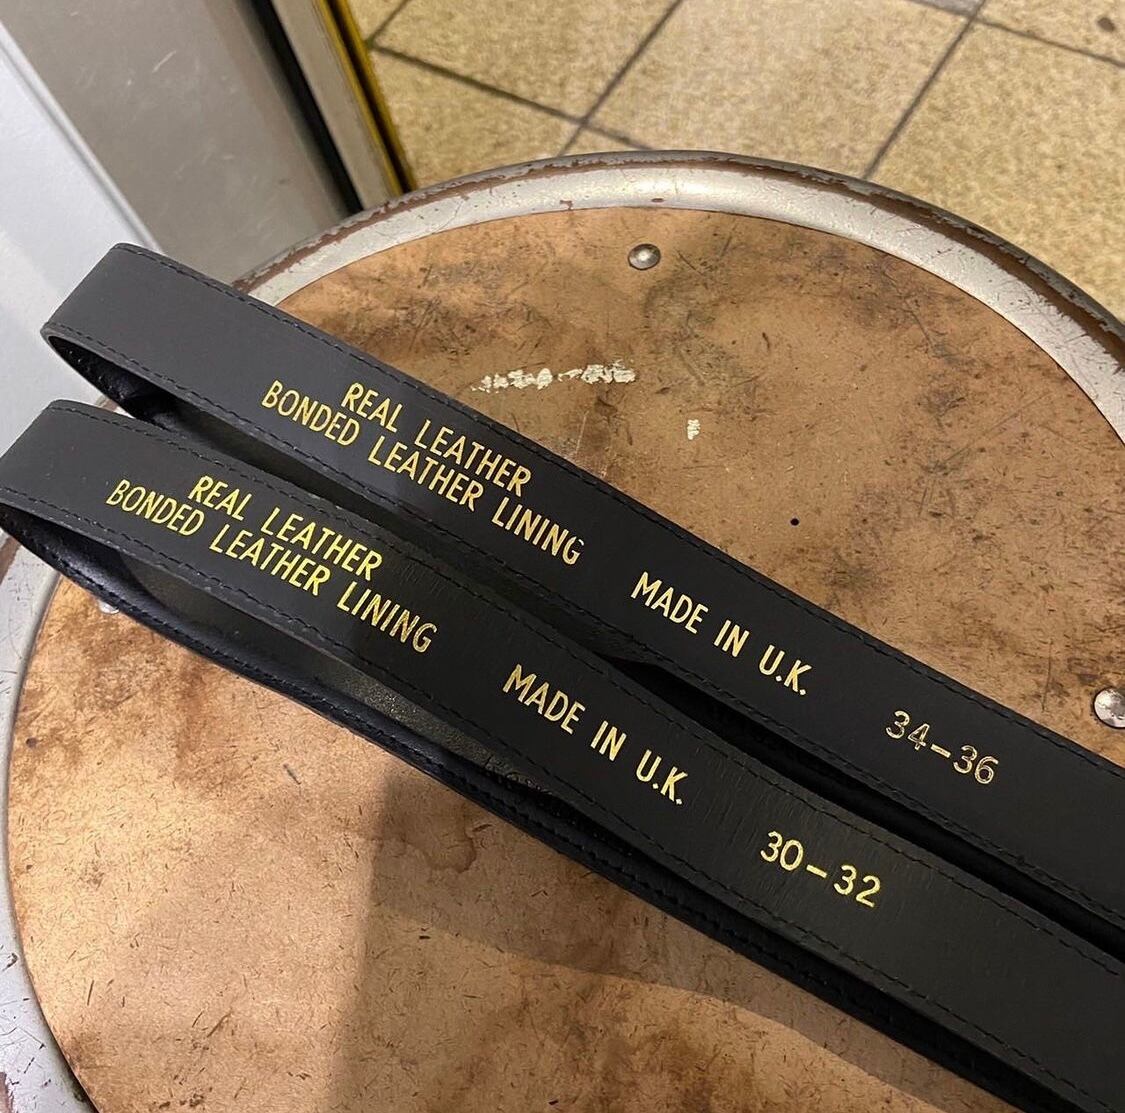 REAL LEATHER
BONDED LEATHER LINING
MADE IN U.K.
34-36
REAL LEATHER
BONDED LEATHER LINING
MADE IN U.K.
30-32